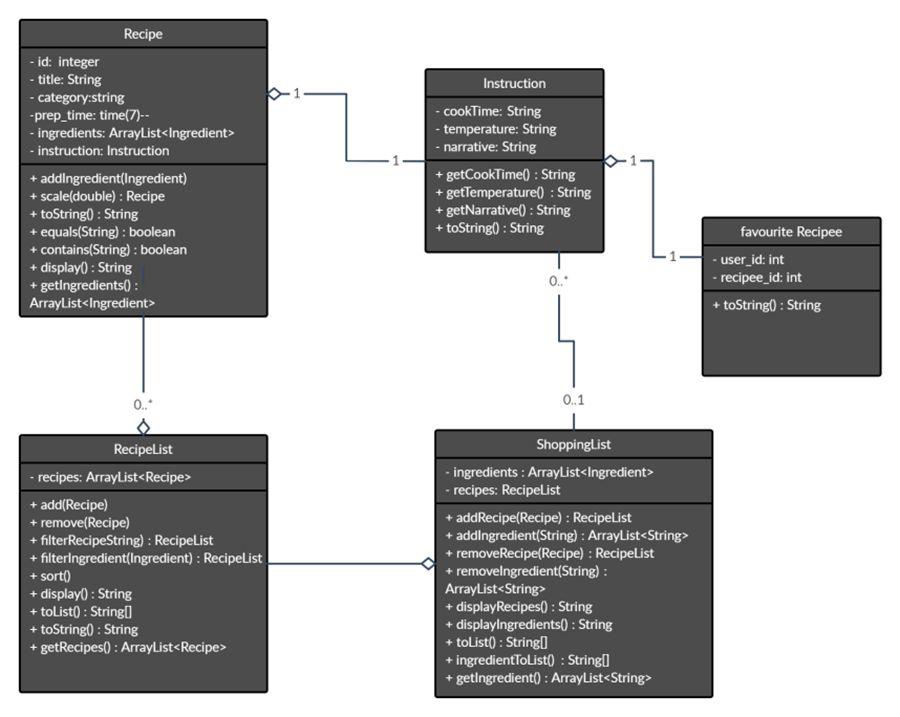 Recipe
- id:  integer
- title: String
- category:string
-prep_time: time(7)--
- ingredients: ArrayList<Ingredient>
- instruction: Instruction
+ addIngredient(Ingredient)
+ scale(double) : Recipe
+ toString() : String
+ equals(String) : boolean
+ contains(String) : boolean
+ display() : String
+ getIngredients() :
ArrayList<Ingredient>
1
1
Instruction
- cookTime: String
- temperature: String
- narrative: String
+ getCookTime() : String
+ getTemperature()  : String
+ getNarrative() : String
+ toString() : String
1
1
favourite Recipee
- user_id: int
- recipee_id: int
+ toString() : String
0..*
0..1
0..*
RecipeList
- recipes: ArrayList<Recipe>
+ add(Recipe)
+ remove(Recipe)
+ filterRecipeString) : RecipeList
+ filterIngredient(Ingredient) : RecipeList
+ sort()
+ display() : String
+ toList() : String[]
+ toString() : String
+ getRecipes() : ArrayList<Recipe>
ShoppingList
- ingredients : ArrayList<Ingredient>
- recipes: RecipeList
+ addRecipe(Recipe) : RecipeList
+ addIngredient(String) : ArrayList<String>
+ removeRecipe(Recipe) : RecipeList
+ removeIngredient(String) :
ArrayList<String>
+ displayRecipes() : String
+ displayIngredients() : String
+ toList() : String[]
+ ingredientToList()  : String[]
+ getIngredient() : ArrayList<String>